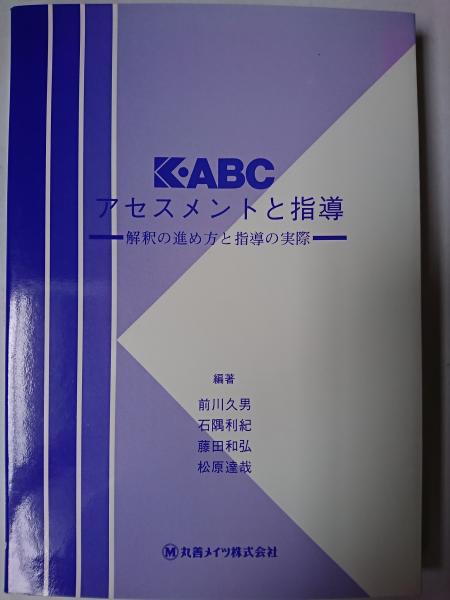 K・ABC
アセスメントと指導
解釈の進め方と指導の実際
編著
前川久男
石隈利紀
藤田和弘
松原達哉
M 丸善メイツ株式会社